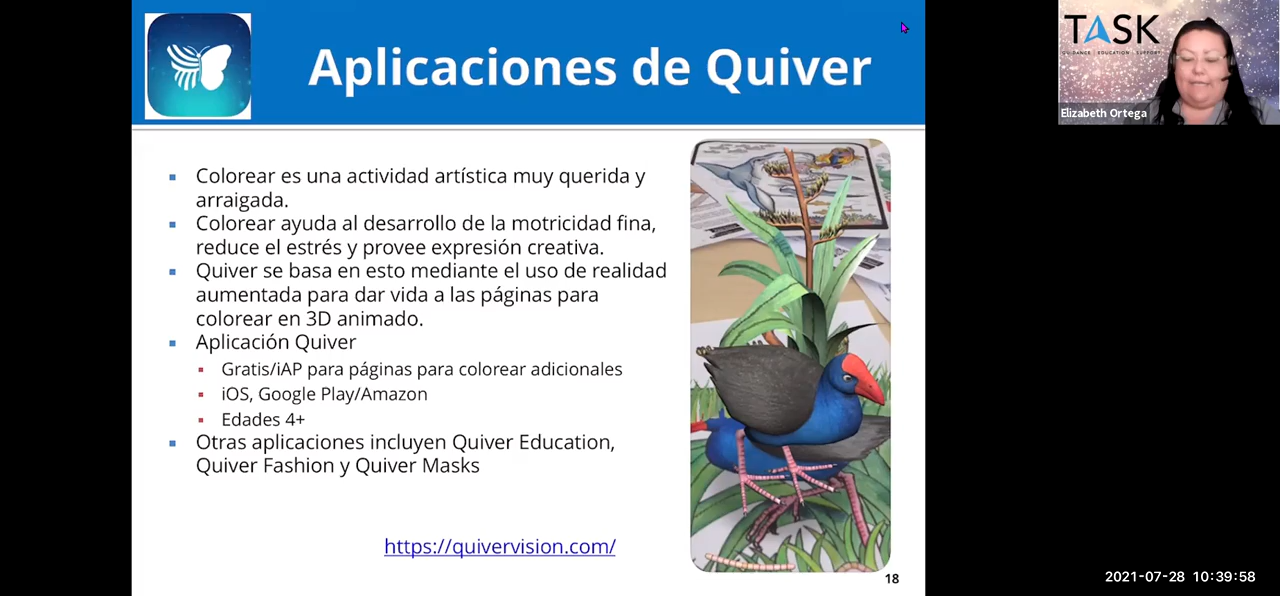 Aplicaciones de Quiver
TASK
Elizabeth Ortega
Colorear es una actividad artística muy querida y
arraigada.
Colorear ayuda al desarrollo de la motricidad fina,
reduce el estrés y provee expresión creativa.
Quiver se basa en esto mediante el uso de realidad
aumentada para dar vida a las páginas para
colorear en 3D animado.
Aplicación Quiver
Gratis/iAP para páginas para colorear adicionales
iOS, Google Play/Amazon
Edades 4+
Otras aplicaciones incluyen Quiver Education,
Quiver Fashion y Quiver Masks
https://quivervision.com/
18
2021-07-28 10:39:58